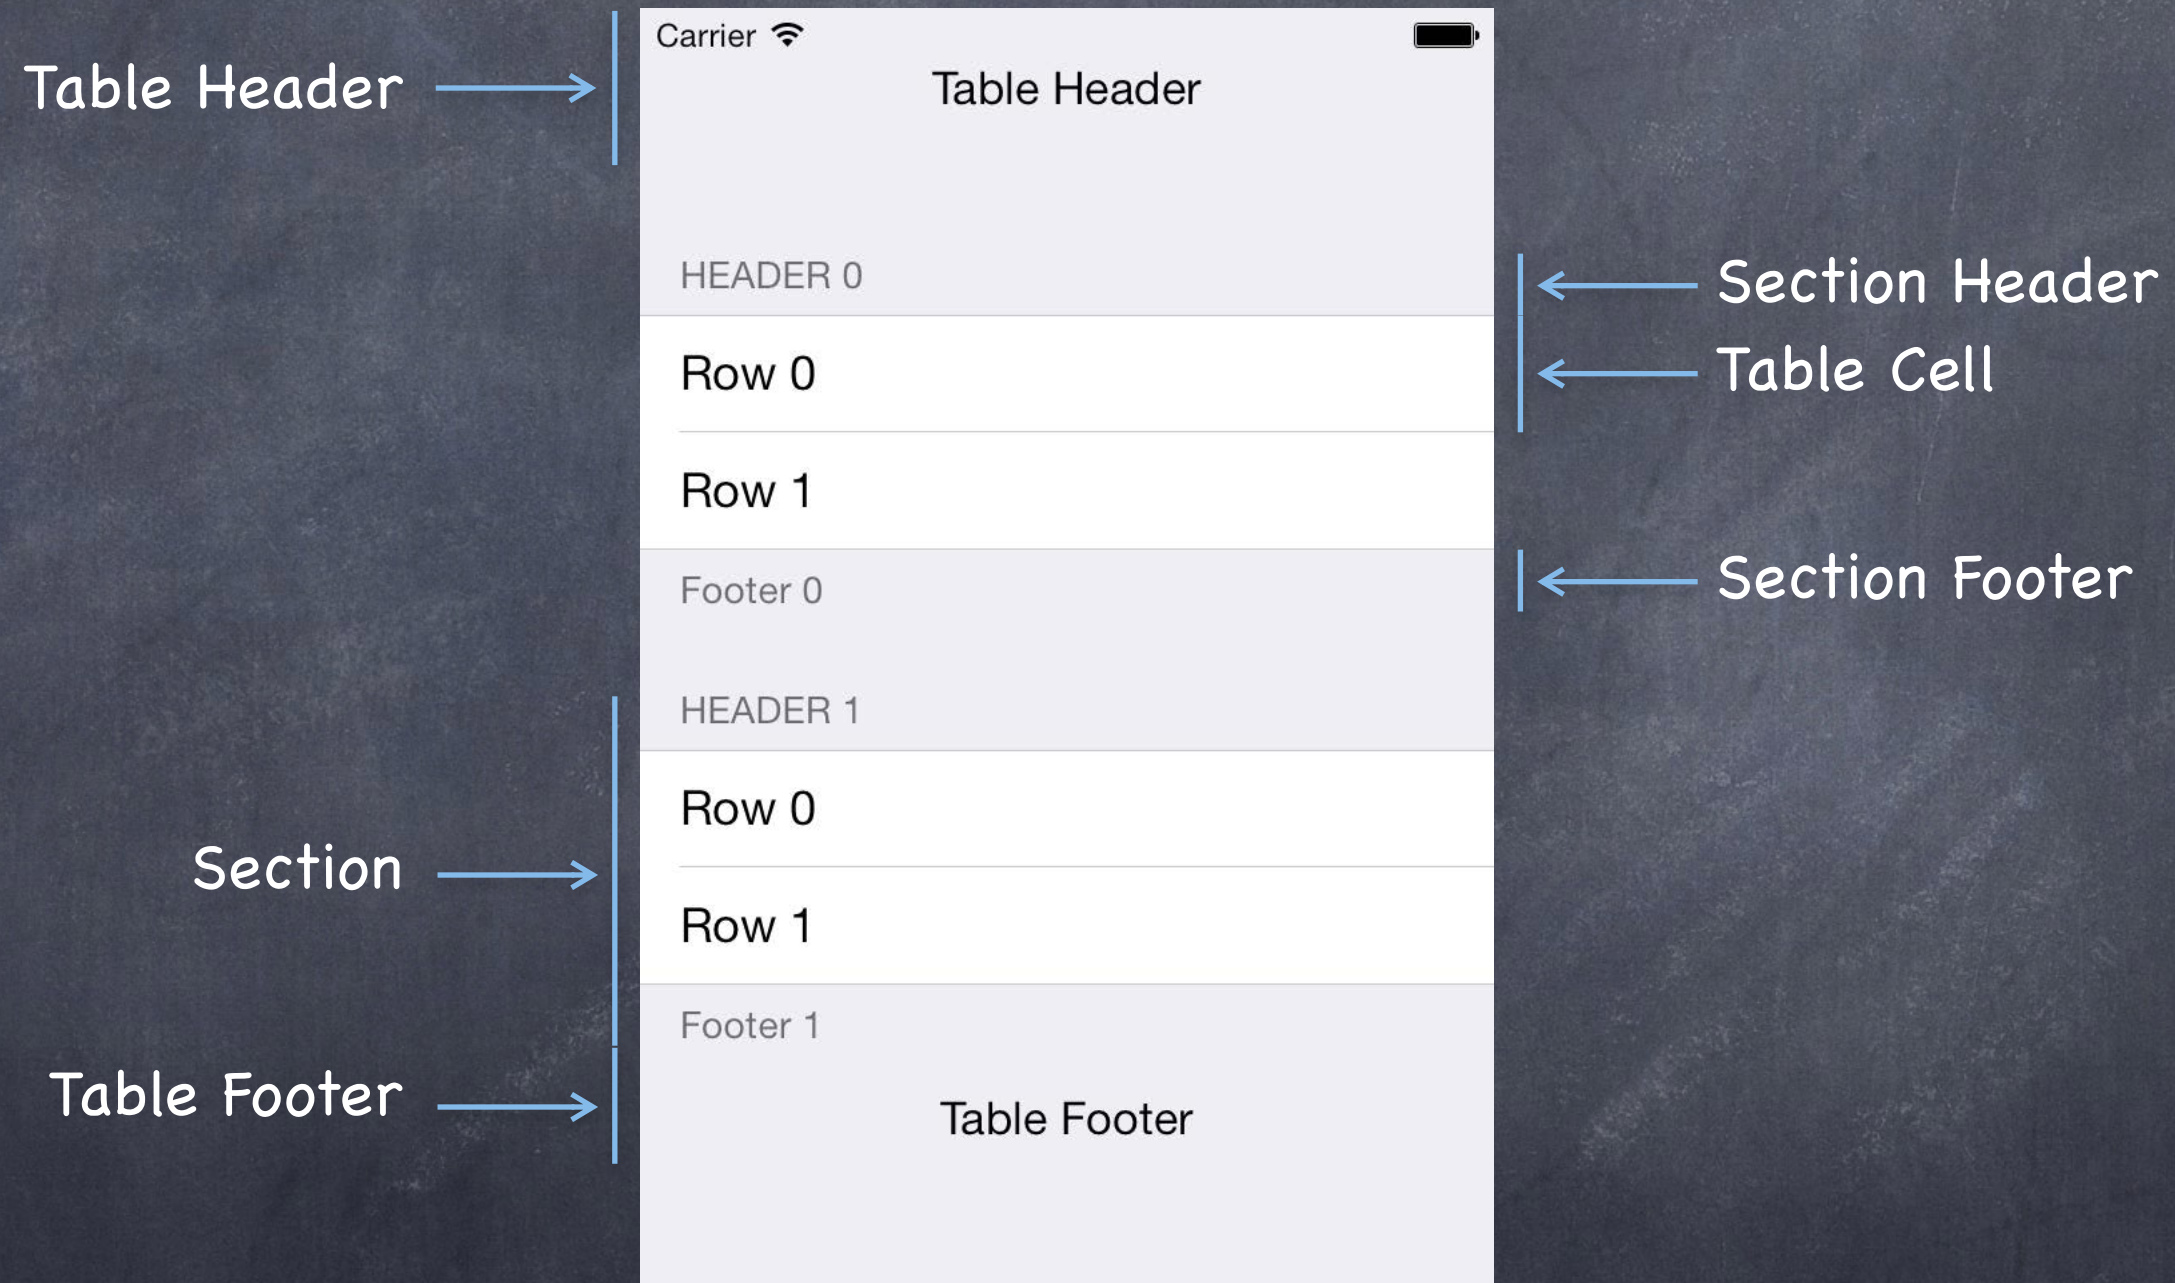 Carrier
Table Header
Table Header
HEADER 0
Section Header
Row 0
Table Cell
Row 1
Footer 0
Section Footer
HEADER 1
Row 0
Section
Row 1
Footer 1
Table Footer
Table Footer